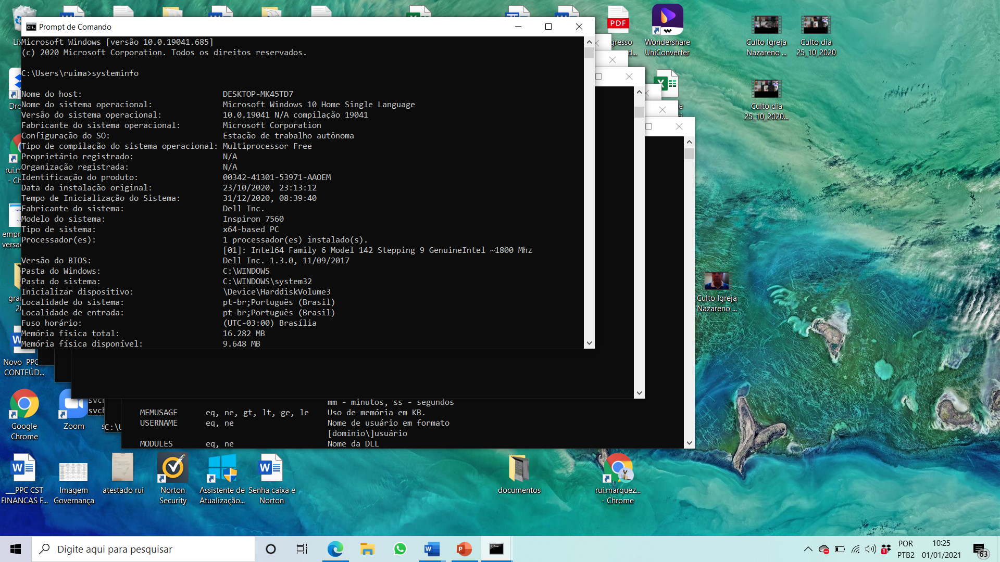 Prompt de Comando
Microsoft Windows [versão 10.0.19041.685]
(c) 2020 Microsoft Corporation. Todos os direitos reservados.
C:\Users\ruima>systeminfo
Nome do host: DESKTOP-MK45TD7
Nome do sistema operacional: Microsoft Windows 10 Home Single Language
Versão do sistema operacional: 10.0.19041 N/A compilação 19041
Fabricante do sistema operacional: Microsoft Corporation
Configuração do SO: Estação de trabalho autônoma
Tipo de compilação do sistema operacional: Multiprocessor Free
Proprietário registrado: N/A
Organização registrada: N/A
Identificação do produto: 00342-41301-53971-AAOEM
Data da instalação original: 23/10/2020, 23:13:12
Tempo de Inicialização do Sistema: 31/12/2020, 08:39:40
Fabricante do sistema: Dell Inc.
Modelo do sistema: Inspiron 7560
Tipo de sistema: x64-based PC
Processador(es): 1 processador(es) instalado(s).
[01]: Intel64 Family 6 Model 142 Stepping 9 GenuineIntel ~1800 Mhz
Versão do BIOS: Dell Inc. 1.3.0, 11/09/2017
Pasta do Windows: C:\WINDOWS
Pasta do sistema: C:\WINDOWS\system32
Inicializar dispositivo: \Device\HarddiskVolume3
Localidade do sistema: pt-br;Português (Brasil)
Localidade de entrada: pt-br;Português (Brasil)
Fuso horário: (UTC-03:00) Brasília
Memória física total: 16.282 MB
Memória física disponível: 9.648 MB
mm - minutos, ss - segundos
MEMUSAGE eq, ne, gt, lt, ge, le Uso de memória em KB.
USERNAME eq, ne Nome de usuário em formato
[domínio\]usuário
MODULES eq, ne Nome da DLL
PDF
Wondershare
UniConverter
Culto Igreja
Nazareno ...
Culto dia
25_10_2020
Culto dia
25_10_2020...
Culto Igreja
Nazareno ...
Novo PPC
CONTEÚD...
Google
Chrome
Zoom
___PPC CST
FINANCAS F...
Imagem
Governança
atestado rui
Norton
Security
Assistente de
Atualização...
Senha caixa e
Norton
documentos
rui.marquez...
- Chrome
Digite aqui para pesquisar
POR
PTB2
10:25
01/01/2021
63